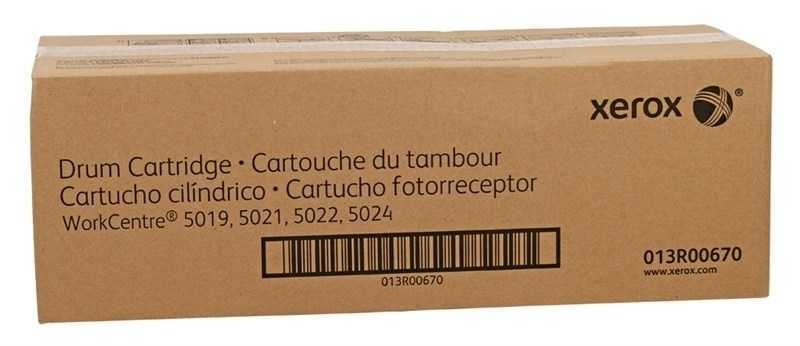 xerox ®
Drum Cartridge • Cartouche du tambour
Cartucho cilíndrico • Cartucho fotorreceptor
WorkCentre® 5019, 5021, 5022, 5024
013R00670
013R00670
www.xerox.com